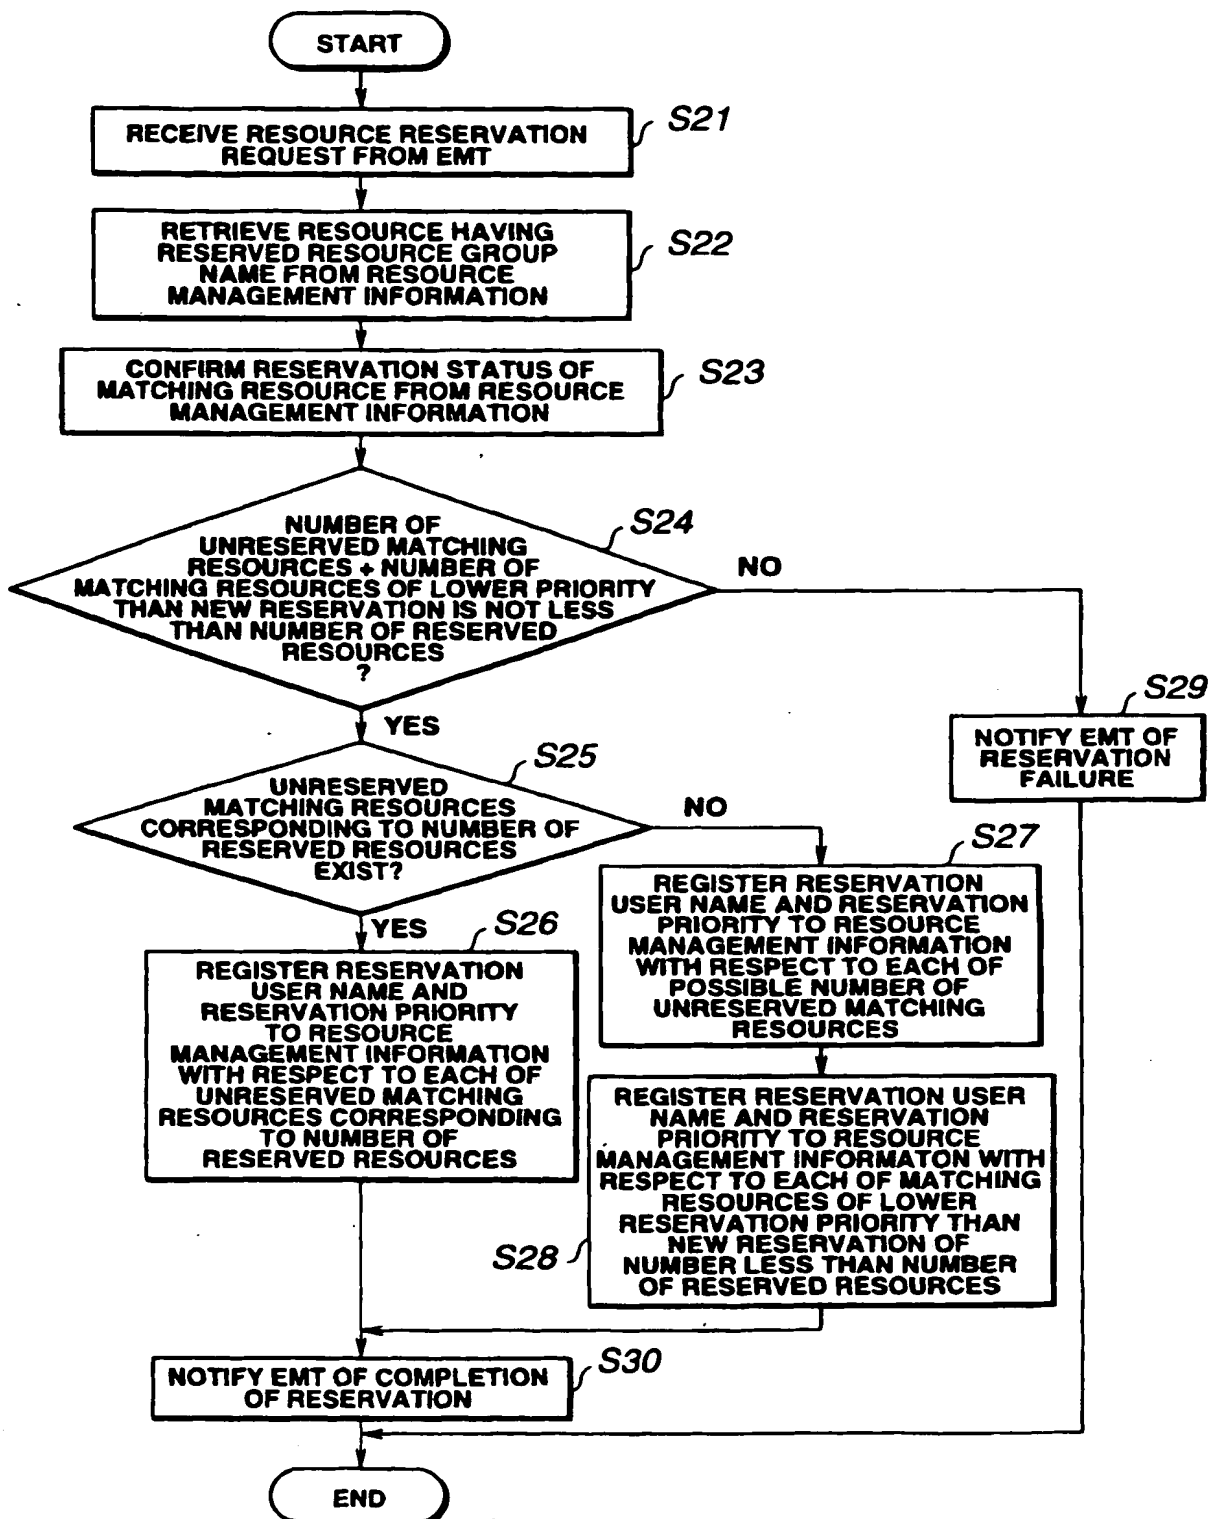 START
S21
RECEIVE RESOURCE RESERVATION
REQUEST FROM EMT
S22
RETRIEVE RESOURCE HAVING
RESERVED RESOURCE GROUP
NAME FROM RESOURCE
MANAGEMENT INFORMATION
S23
CONFIRM RESERVATION STATUS OF
MATCHING RESOURCE FROM RESOURCE
MANAGEMENT INFORMATION
S24
NUMBER OF
UNRESERVED MATCHING
RESOURCES + NUMBER OF
MATCHING RESOURCES OF LOWER PRIORITY
THAN NEW RESERVATION IS NOT LESS
THAN NUMBER OF RESERVED
RESOURCES
?
NO
YES
S29
NOTIFY EMT OF
RESERVATION
FAILURE
S25
UNRESERVED
MATCHING RESOURCES
CORRESPONDING TO NUMBER OF
RESERVED RESOURCES
EXIST?
NO
YES
S27
REGISTER RESERVATION
USER NAME AND RESERVATION
PRIORITY TO RESOURCE
MANAGEMENT INFORMATION
WITH RESPECT TO EACH OF
POSSIBLE NUMBER OF
UNRESERVED MATCHING
RESOURCES
S26
REGISTER RESERVATION
USER NAME AND
RESERVATION PRIORITY
TO RESOURCE
MANAGEMENT INFORMATION
WITH RESPECT TO EACH OF
UNRESERVED MATCHING
RESOURCES CORRESPONDING
TO NUMBER OF
RESERVED RESOURCES
S28
REGISTER RESERVATION USER
NAME AND RESERVATION
PRIORITY TO RESOURCE
MANAGEMENT INFORMATON WITH
RESPECT TO EACH OF MATCHING
RESOURCES OF LOWER
RESERVATION PRIORITY THAN
NEW RESERVATION OF
NUMBER LESS THAN NUMBER
OF RESERVED RESOURCES
S30
NOTIFY EMT OF COMPLETION
OF RESERVATION
END